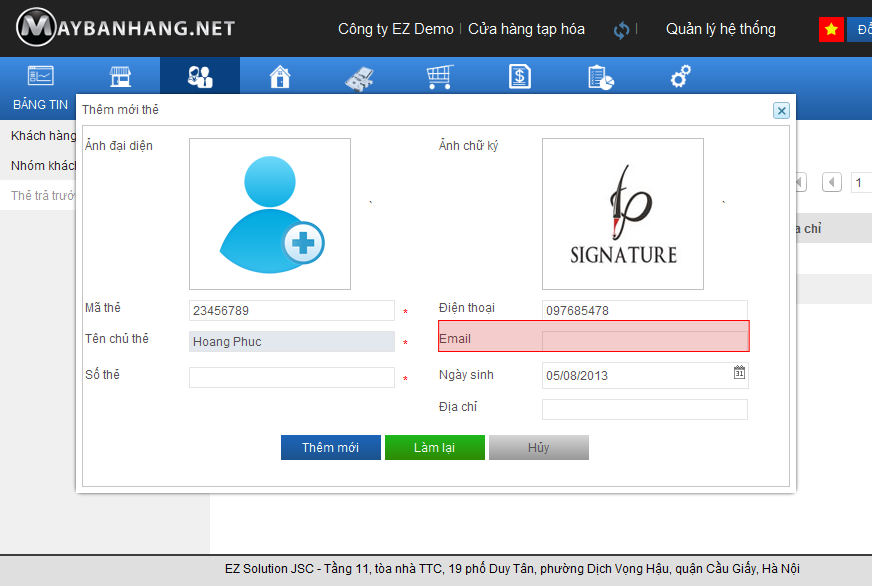 MAYBANHANG.NET
Công ty EZ Demo | Cửa hàng tạp hóa | Quản lý hệ thống
BẢNG TIN
Khách hàng
Nhóm khách
Thẻ trả trướ
Thêm mới thẻ
Ảnh đại diện
Ảnh chữ ký
SIGNATURE
Mã thẻ 23456789 * Điện thoại 097685478
Tên chủ thẻ Hoang Phuc * Email
Số thẻ * Ngày sinh 05/08/2013 31
Địa chỉ
Thêm mới Làm lại Hủy
1
a chỉ
EZ Solution JSC - Tầng 11, tòa nhà TTC, 19 phố Duy Tân, phường Dịch Vọng Hậu, quận Cầu Giấy, Hà Nội